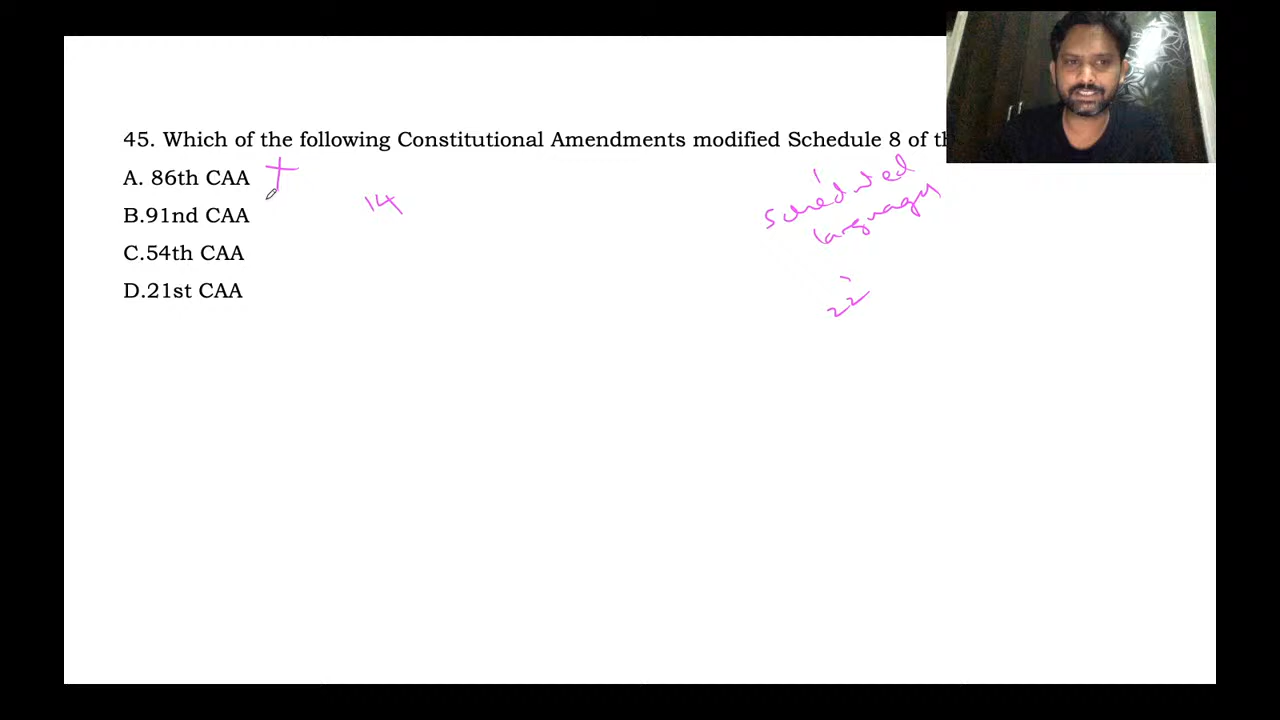 45. Which of the following Constitutional Amendments modified Schedule 8 of th
A. 86th CAA
B.91nd CAA
C.54th CAA
D.21st CAA
14
scheduled
languages
22